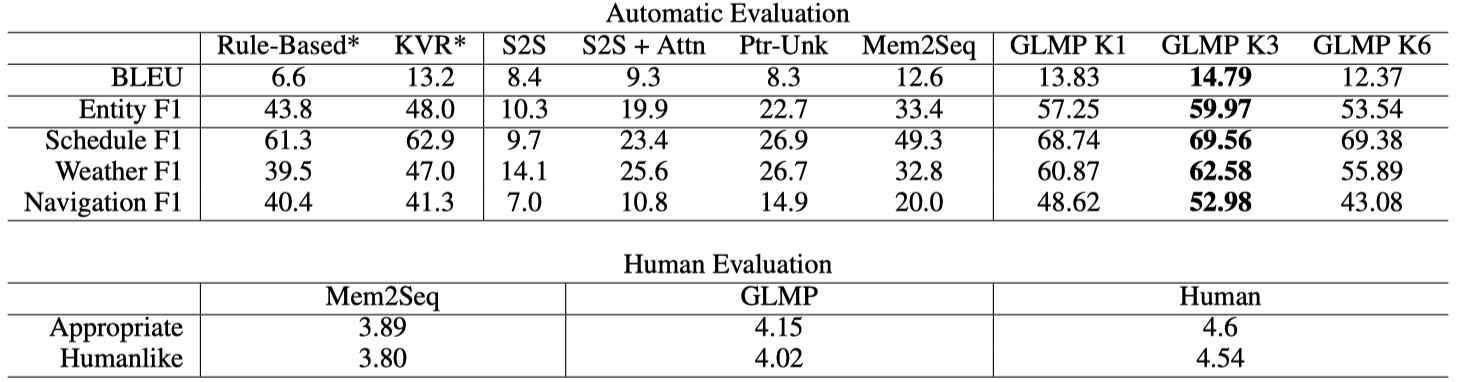 Automatic Evaluation
Rule-Based* KVR* S2S S2S + Attn Ptr-Unk Mem2Seq GLMP K1 GLMP K3 GLMP K6
BLEU 6.6 13.2 8.4 9.3 8.3 12.6 13.83 14.79 12.37
Entity F1 43.8 48.0 10.3 19.9 22.7 33.4 57.25 59.97 53.54
Schedule F1 61.3 62.9 9.7 23.4 26.9 49.3 68.74 69.56 69.38
Weather F1 39.5 47.0 14.1 25.6 26.7 32.8 60.87 62.58 55.89
Navigation F1 40.4 41.3 7.0 10.8 14.9 20.0 48.62 52.98 43.08
Human Evaluation
Mem2Seq GLMP Human
Appropriate 3.89 4.15 4.6
Humanlike 3.80 4.02 4.54